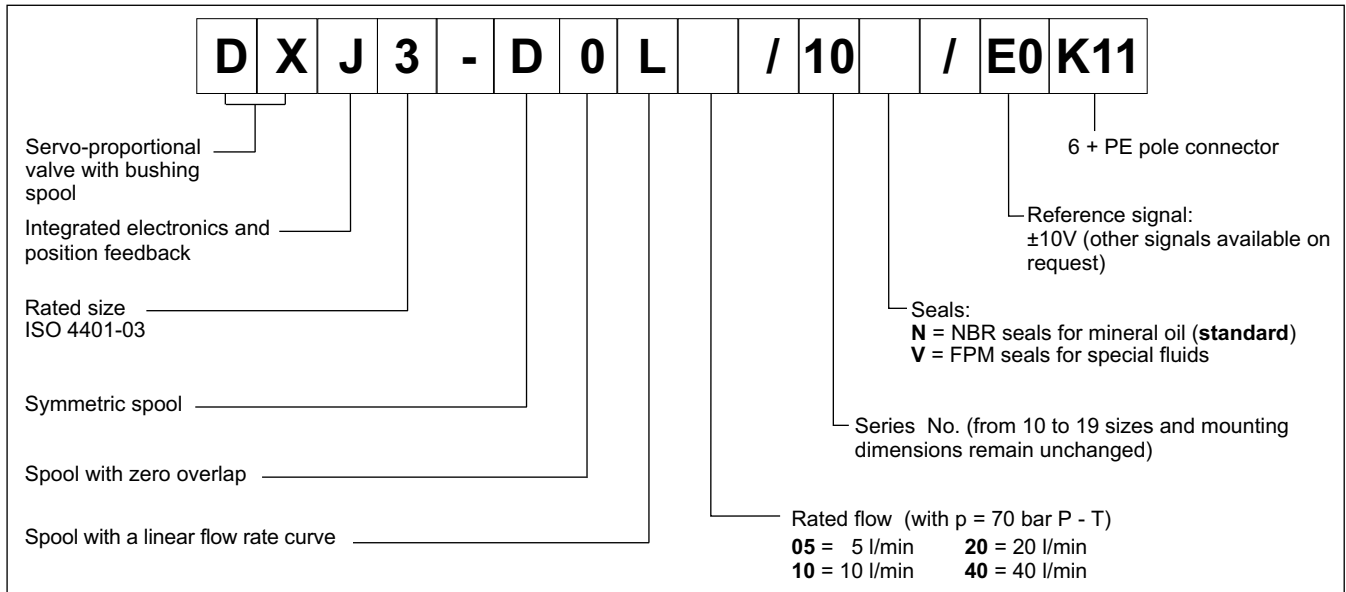 D X J 3 - D 0 L / 10 / E0 K11
Servo-proportional
valve with bushing
spool
Integrated electronics and
position feedback
Rated size
ISO 4401-03
Symmetric spool
Spool with zero overlap
Spool with a linear flow rate curve
6 + PE pole connector
Reference signal:
±10V (other signals available on
request)
Seals:
N = NBR seals for mineral oil (standard)
V = FPM seals for special fluids
Series No. (from 10 to 19 sizes and mounting
dimensions remain unchanged)
Rated flow (with p = 70 bar P - T)
05 = 5 l/min 20 = 20 l/min
10 = 10 l/min 40 = 40 l/min